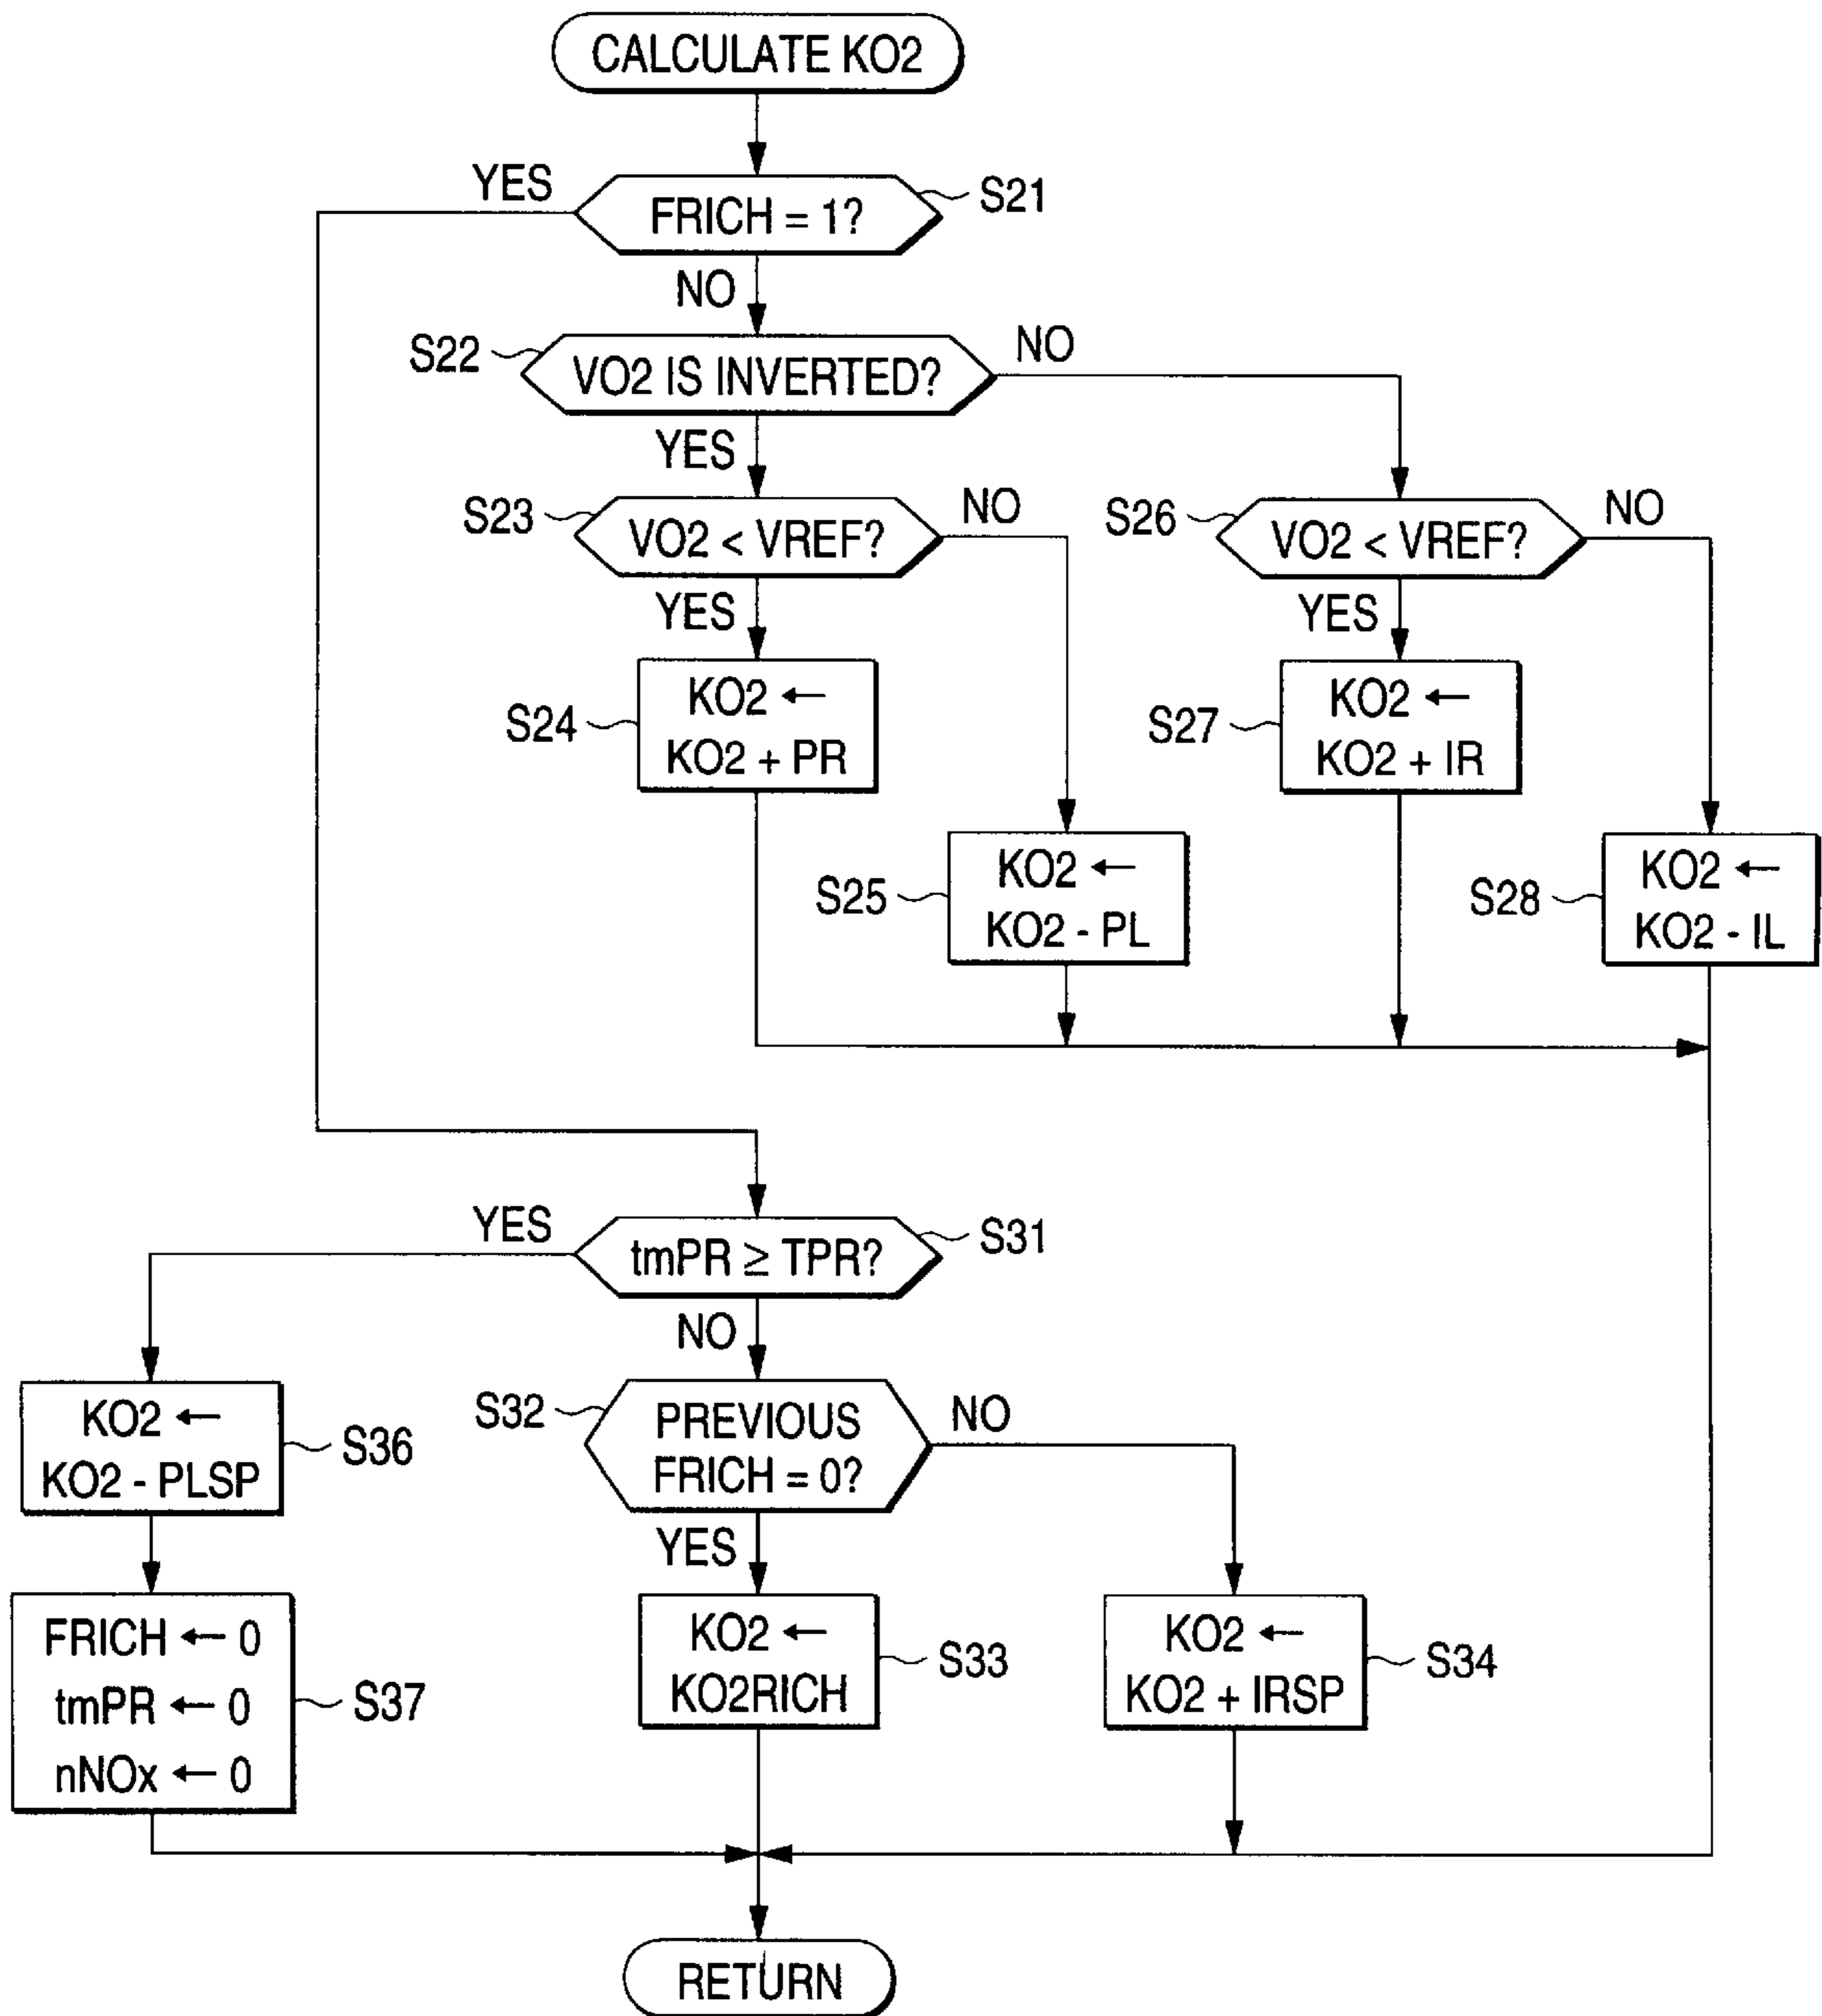 CALCULATE KO2
YES
FRICH = 1?
S21
NO
S22
VO2 IS INVERTED?
NO
YES
S23
VO2 < VREF?
NO
S26
VO2 < VREF?
NO
YES
YES
S24
KO2 ←
KO2 + PR
S27
KO2 ←
KO2 + IR
S25
KO2 ←
KO2 - PL
S28
KO2 ←
KO2 - IL
YES
tmPR ≥ TPR?
S31
NO
KO2 ←
KO2 - PLSP
S36
S32
PREVIOUS
FRICH = 0?
NO
YES
FRICH ← 0
tmPR ← 0
nNOx ← 0
S37
KO2 ←
KO2RICH
S33
KO2 ←
KO2 + IRSP
S34
RETURN